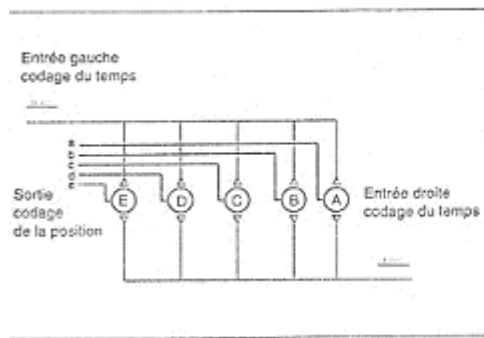 Entrée gauche
codage du temps
a
b
c
d
e
E D C B A
Sortie
codage
de la position
Entrée droite
codage du temps